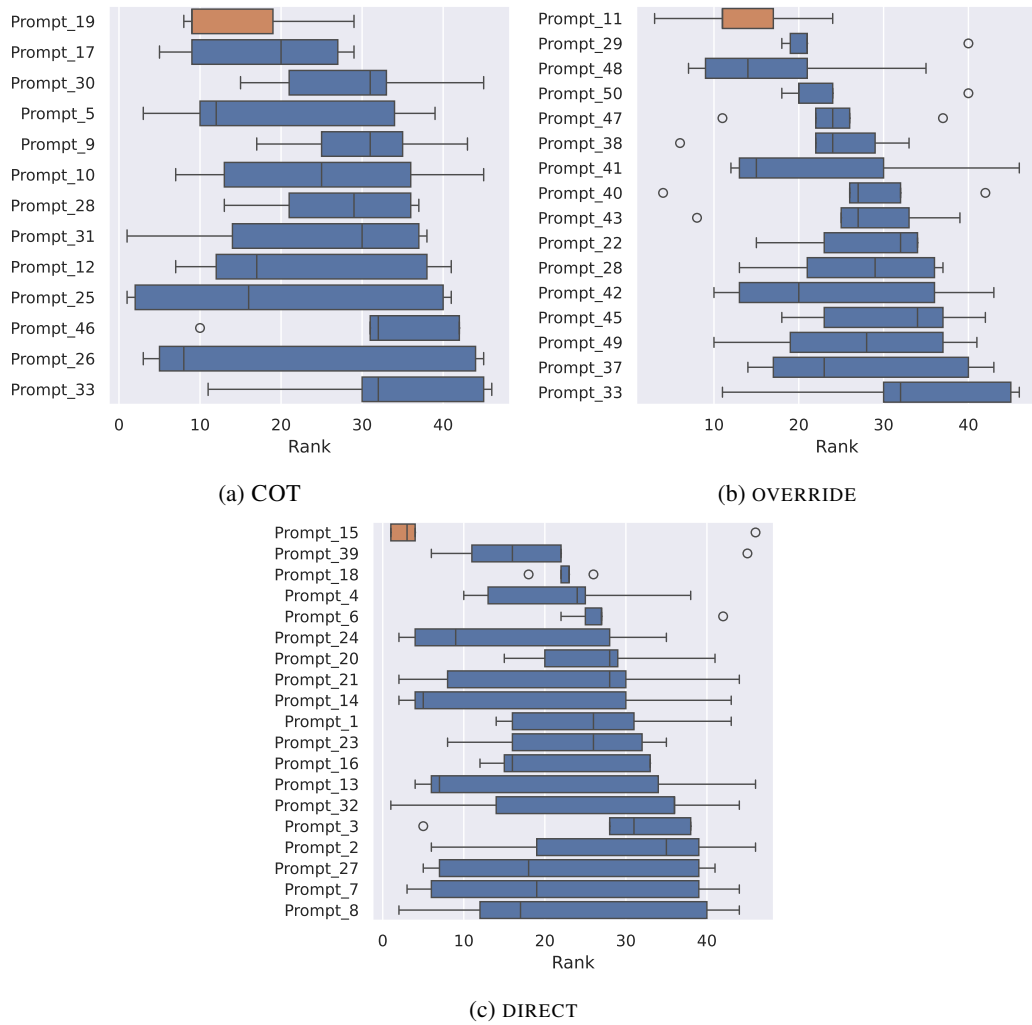 Prompt_19
Prompt_17
Prompt_30
Prompt_5
Prompt_9
Prompt_10
Prompt_28
Prompt_31
Prompt_12
Prompt_25
Prompt_46
Prompt_26
Prompt_33
0 10 20 30 40
Rank
(a) COT
Prompt_11
Prompt_29
Prompt_48
Prompt_50
Prompt_47
Prompt_38
Prompt_41
Prompt_40
Prompt_43
Prompt_22
Prompt_28
Prompt_42
Prompt_45
Prompt_49
Prompt_37
Prompt_33
10 20 30 40
Rank
(b) OVERRIDE
Prompt_15
Prompt_39
Prompt_18
Prompt_4
Prompt_6
Prompt_24
Prompt_20
Prompt_21
Prompt_14
Prompt_1
Prompt_23
Prompt_16
Prompt_13
Prompt_32
Prompt_3
Prompt_2
Prompt_27
Prompt_7
Prompt_8
0 10 20 30 40
Rank
(c) DIRECT